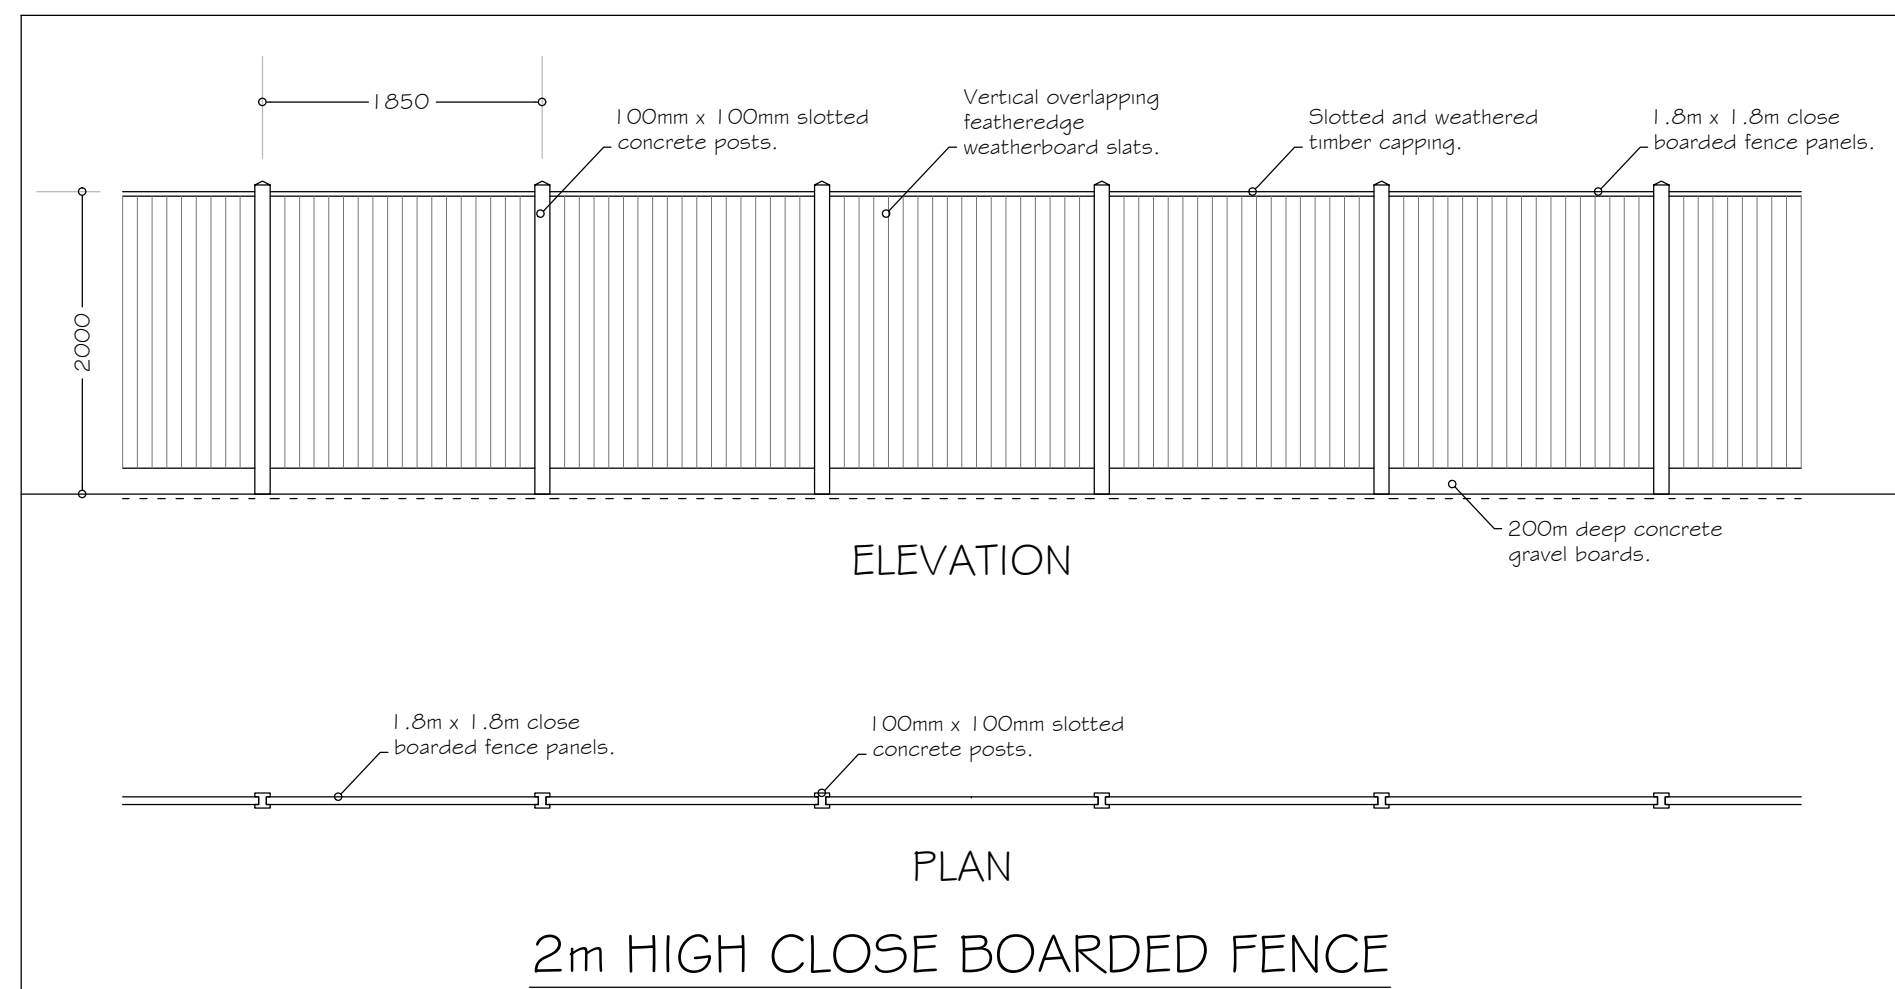 1850
100mm x 100mm slotted
concrete posts.
Vertical overlapping
featheredge
weatherboard slats.
Slotted and weathered
timber capping.
1.8m x 1.8m close
boarded fence panels.
2000
200m deep concrete
gravel boards.
ELEVATION
1.8m x 1.8m close
boarded fence panels.
100mm x 100mm slotted
concrete posts.
PLAN
2m HIGH CLOSE BOARDED FENCE